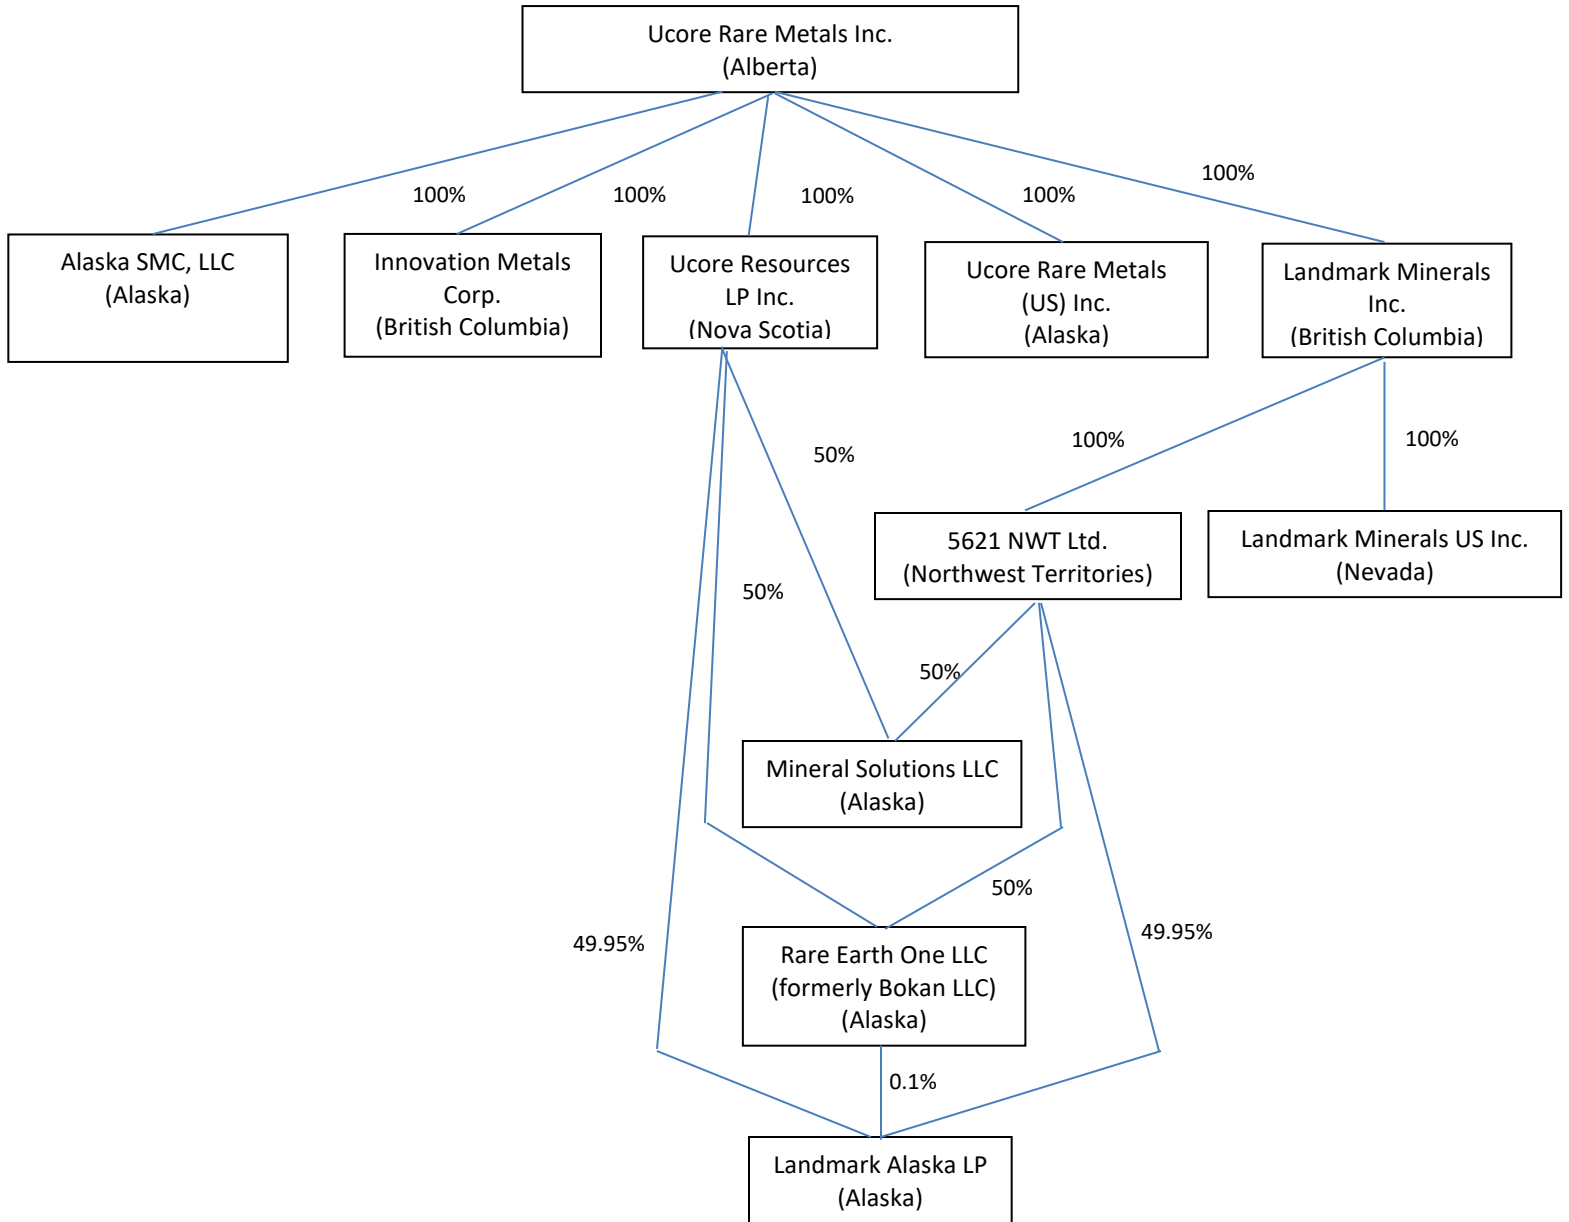 Ucore Rare Metals Inc.
(Alberta)
100%
100%
100%
100%
100%
Alaska SMC, LLC
(Alaska)
Innovation Metals
Corp.
(British Columbia)
Ucore Resources
LP Inc.
(Nova Scotia)
Ucore Rare Metals
(US) Inc.
(Alaska)
Landmark Minerals
Inc.
(British Columbia)
50%
100%
100%
5621 NWT Ltd.
(Northwest Territories)
Landmark Minerals US Inc.
(Nevada)
50%
50%
Mineral Solutions LLC
(Alaska)
50%
49.95%
49.95%
Rare Earth One LLC
(formerly Bokan LLC)
(Alaska)
0.1%
Landmark Alaska LP
(Alaska)